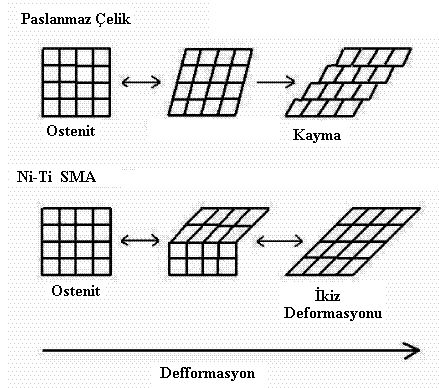 Paslanmaz Çelik
Ostenit
Kayma
Ni-Ti SMA
Ostenit
İkiz
Deformasyonu
Defformasyon